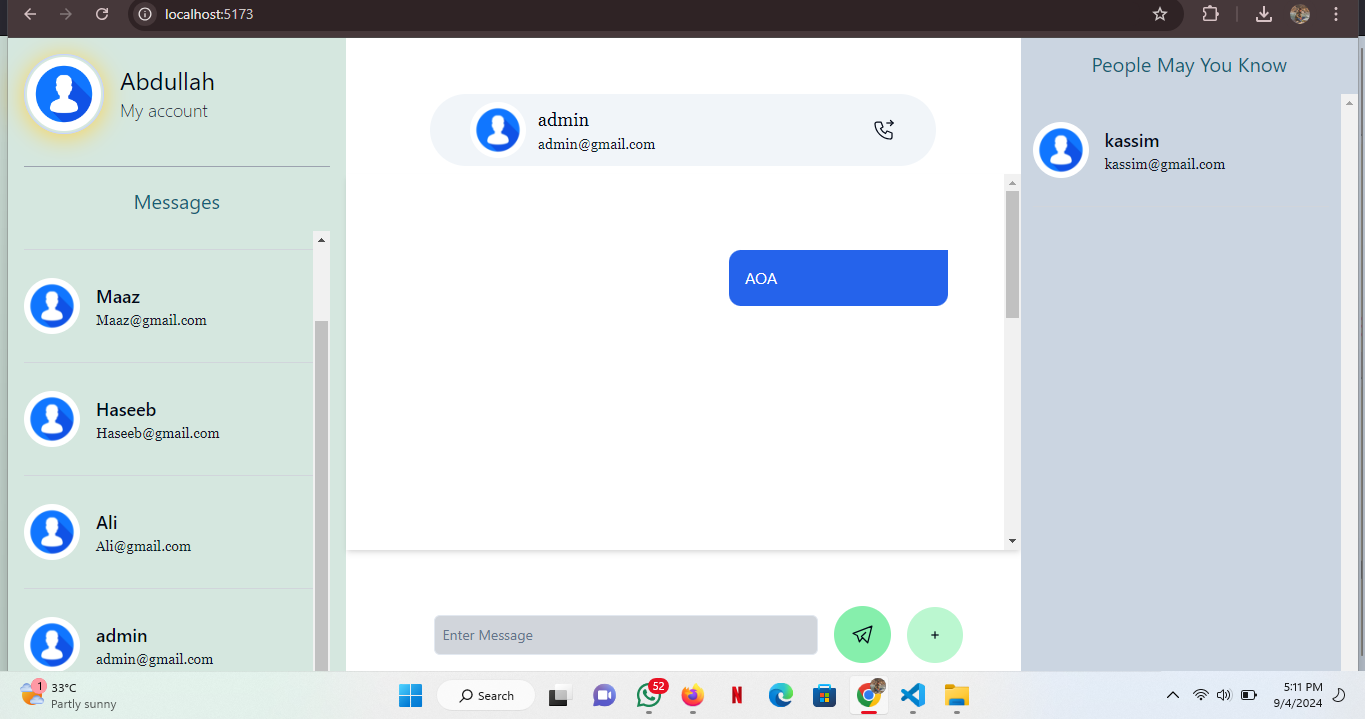 localhost:5173
Abdullah
My account
Messages
Maaz
Maaz@gmail.com
Haseeb
Haseeb@gmail.com
Ali
Ali@gmail.com
admin
admin@gmail.com
admin
admin@gmail.com
AOA
Enter Message
+
People May You Know
kassim
kassim@gmail.com
1
33°C
Partly sunny
Search
52
N
5:11 PM
9/4/2024